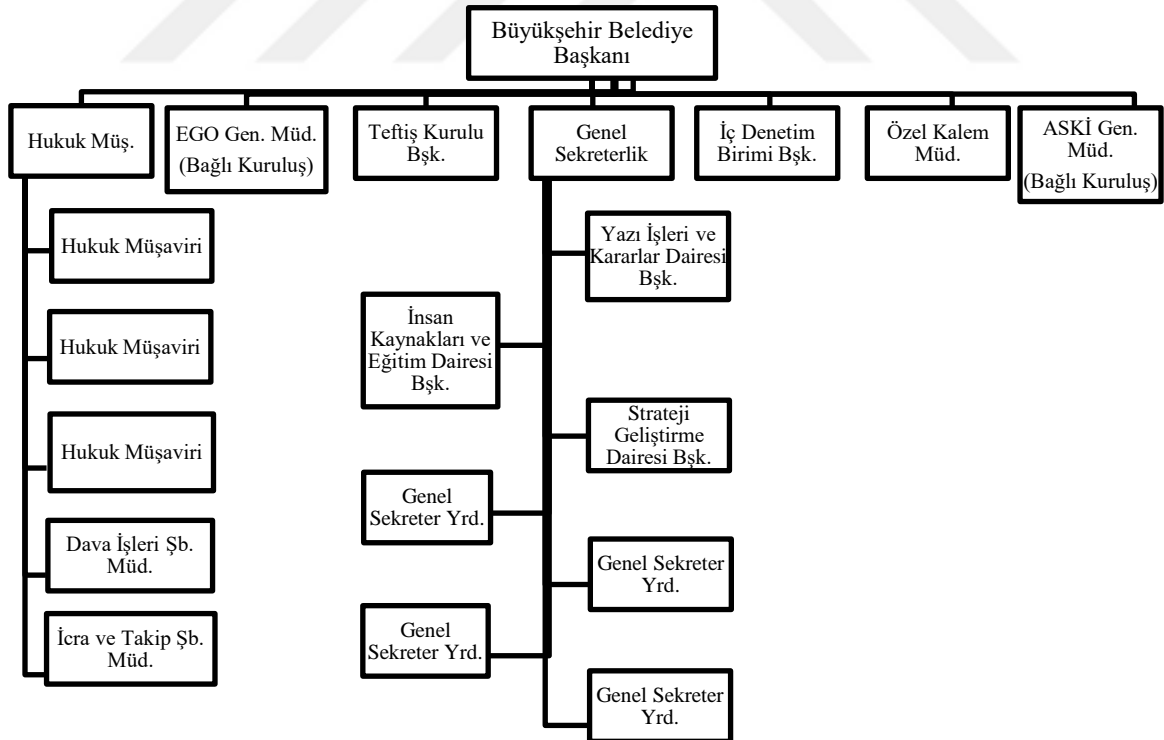 Büyükşehir Belediye
Başkanı
Hukuk Müş.
EGO Gen. Müd.
(Bağlı Kuruluş)
Teftiş Kurulu
Bşk.
Genel
Sekreterlik
İç Denetim
Birimi Bşk.
Özel Kalem
Müd.
ASKİ Gen.
Müd.
(Bağlı Kuruluş)
Hukuk Müşaviri
Hukuk Müşaviri
Hukuk Müşaviri
Dava İşleri Şb.
Müd.
İcra ve Takip Şb.
Müd.
Yazı İşleri ve
Kararlar Dairesi
Bşk.
İnsan
Kaynakları ve
Eğitim Dairesi
Bşk.
Strateji
Geliştirme
Dairesi Bşk.
Genel
Sekreter Yrd.
Genel Sekreter
Yrd.
Genel
Sekreter Yrd.
Genel Sekreter
Yrd.